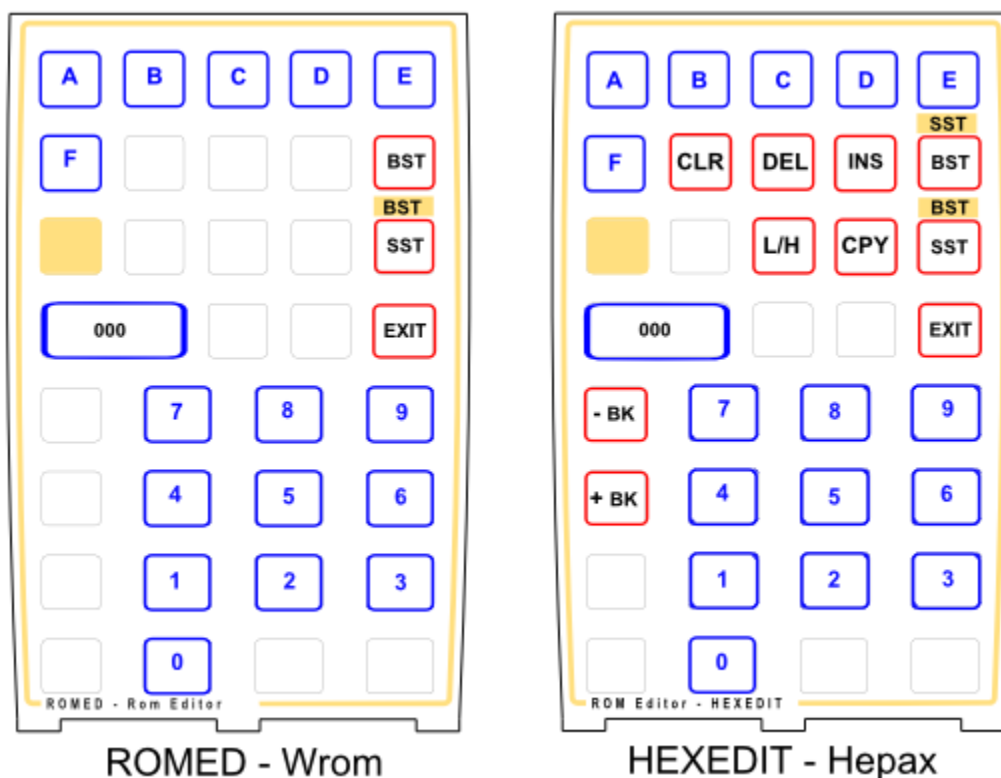 A B C D E
F BST
BST
SST
000 EXIT
7 8 9
4 5 6
1 2 3
0
ROMED - Rom Editor
ROMED - Wrom
A B C D E
SST
F CLR DEL INS BST
BST
L/H CPY SST
000 EXIT
- BK 7 8 9
+ BK 4 5 6
1 2 3
0
ROM Editor - HEXEDIT
HEXEDIT - Hepax